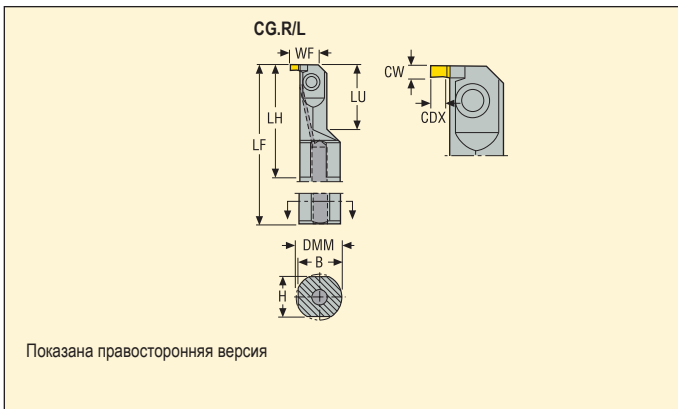 CG.R/L
WF
CW
LU
CDX
LH
LF
DMM
B
H
Показана правосторонняя версия